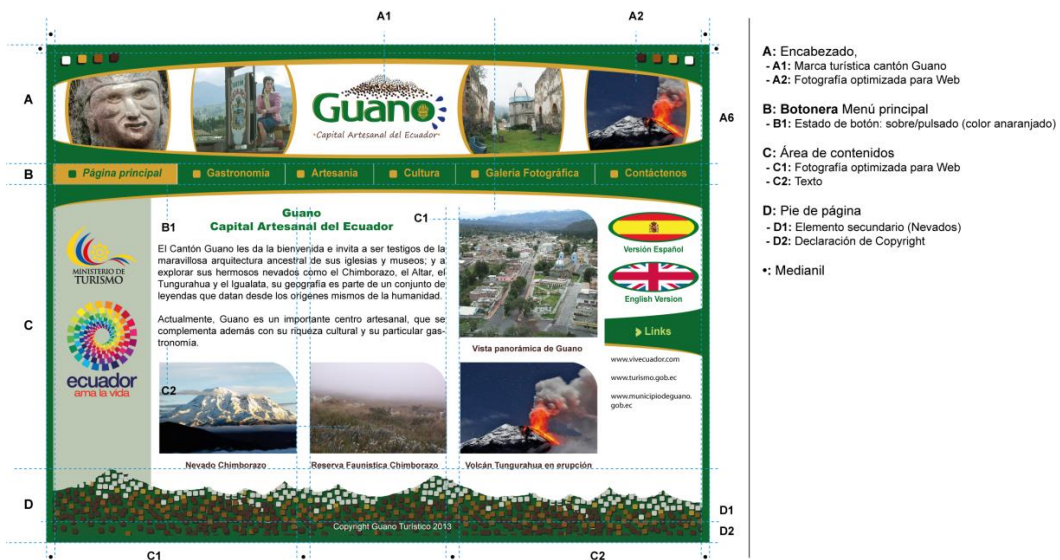 A1
A2
A
A6
Guano
Capital Artesanal del Ecuador
B
Página principal
Gastronomía
Artesanía
Cultura
Galería Fotográfica
Contáctenos
B1
C1
Guano
Capital Artesanal del Ecuador
El Cantón Guano les da la bienvenida e invita a ser testigos de la
maravillosa arquitectura ancestral de sus iglesias y museos; y a
explorar sus hermosos nevados como el Chimborazo, el Altar, el
Tungurahua y el Igualata, su geografía es parte de un conjunto de
leyendas que datan desde los orígenes mismos de la humanidad.
Actualmente, Guano es un importante centro artesanal, que se
complementa además con su riqueza cultural y su particular gas-
tronomía.
MINISTERIO DE
TURISMO
C
ecuador
ama la vida
C2
Vista panorámica de Guano
Versión Español
English Version
Links
www.vivecuador.com
www.turismo.gob.ec
www.municipiodeguano.
gob.ec
Nevado Chimborazo
Reserva Faunística Chimborazo
Volcán Tungurahua en erupción
D
D1
D2
Copyright Guano Turístico 2013
C1
C2
A: Encabezado,
- A1: Marca turística cantón Guano
- A2: Fotografía optimizada para Web
B: Botonera Menú principal
- B1: Estado de botón: sobre/pulsado (color anaranjado)
C: Área de contenidos
- C1: Fotografía optimizada para Web
- C2: Texto
D: Pie de página
- D1: Elemento secundario (Nevados)
- D2: Declaración de Copyright
•: Medianil